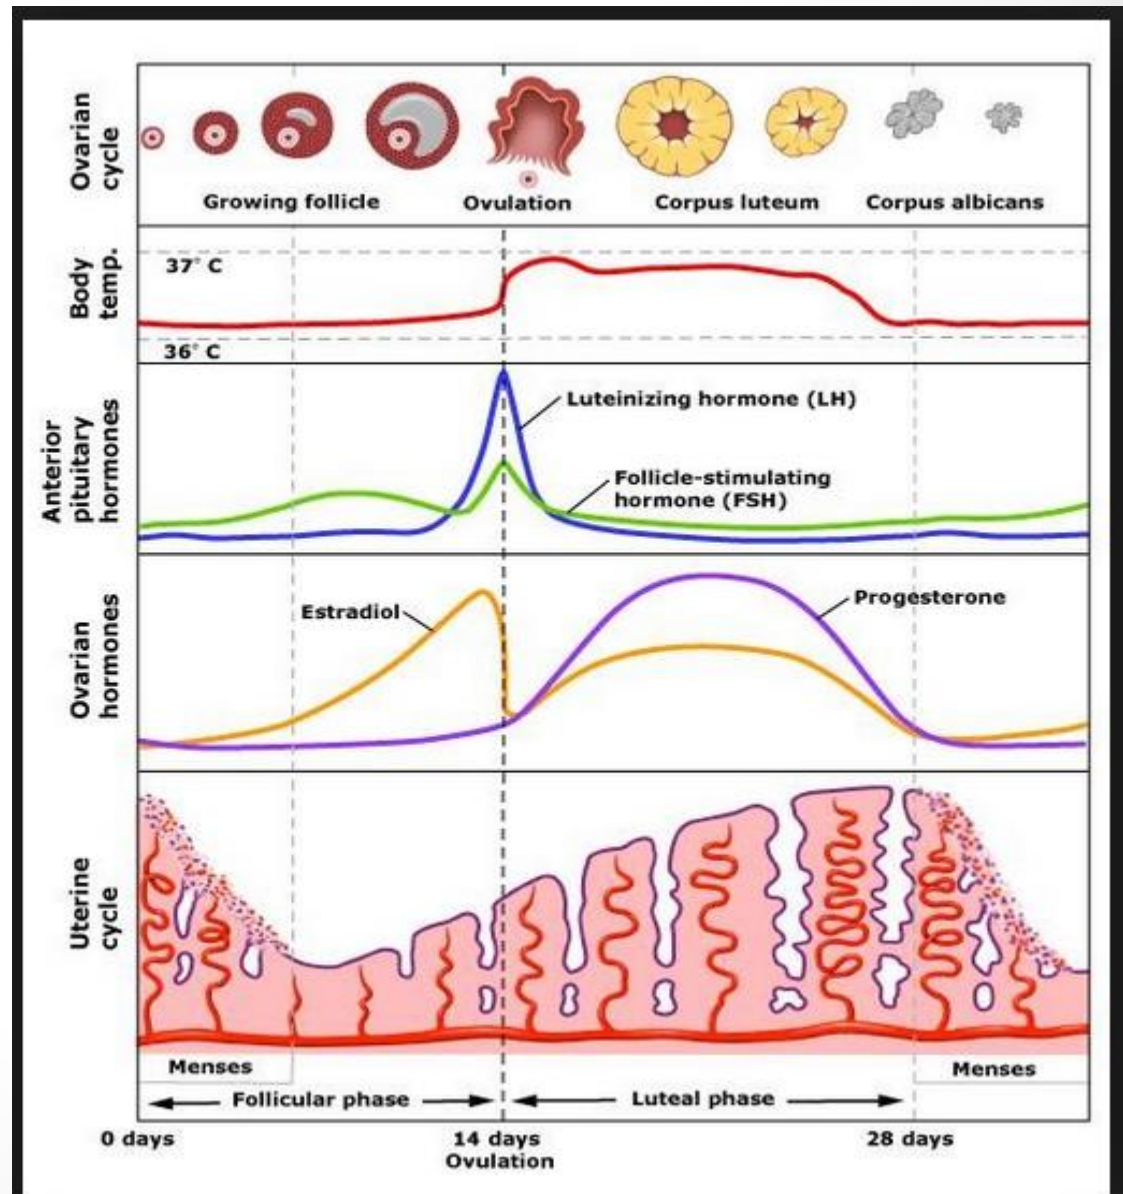 Ovarian
cycle
Growing follicle
Ovulation
Corpus luteum
Corpus albicans
Body
temp.
37° C
36° C
Anterior
pituitary
hormones
Luteinizing hormone (LH)
Follicle-stimulating
hormone (FSH)
Ovarian
hormones
Estradiol
Progesterone
Uterine
cycle
Menses
Menses
Follicular phase
Luteal phase
0 days
14 days
Ovulation
28 days